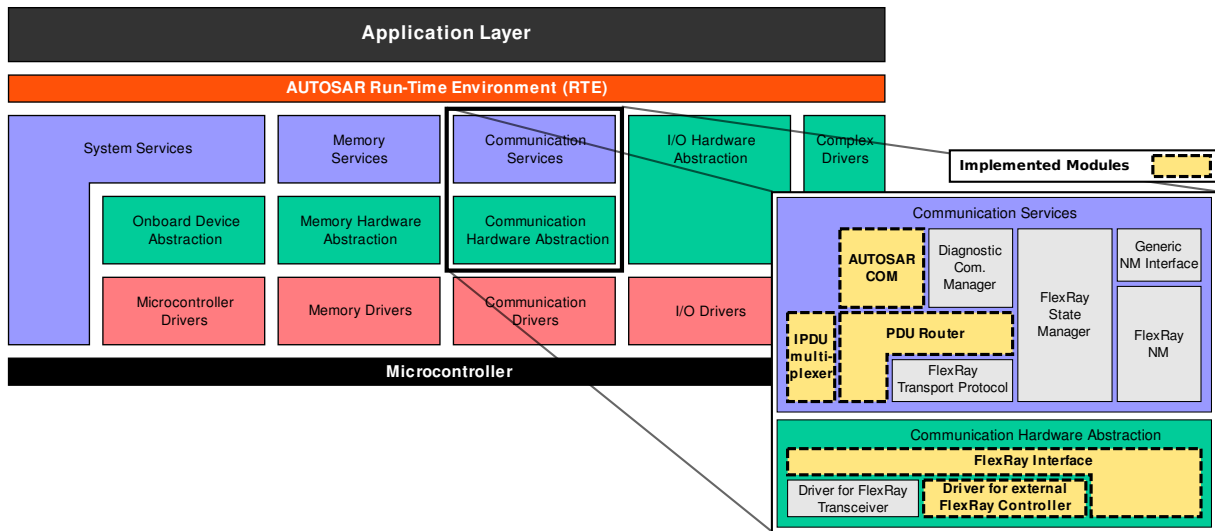 Application Layer
AUTOSAR Run-Time Environment (RTE)
System Services
Memory
Services
Communication
Services
I/O Hardware
Abstraction
Complex
Drivers
Onboard Device
Abstraction
Memory Hardware
Abstraction
Communication
Hardware Abstraction
Microcontroller
Drivers
Memory Drivers
Communication
Drivers
I/O Drivers
Microcontroller
Implemented Modules
Communication Services
AUTOSAR
COM
Diagnostic
Com.
Manager
FlexRay
State
Manager
Generic
NM Interface
IPDU
multi-
plexer
PDU Router
FlexRay
Transport Protocol
FlexRay
NM
Communication Hardware Abstraction
FlexRay Interface
Driver for FlexRay
Transceiver
Driver for external
FlexRay Controller